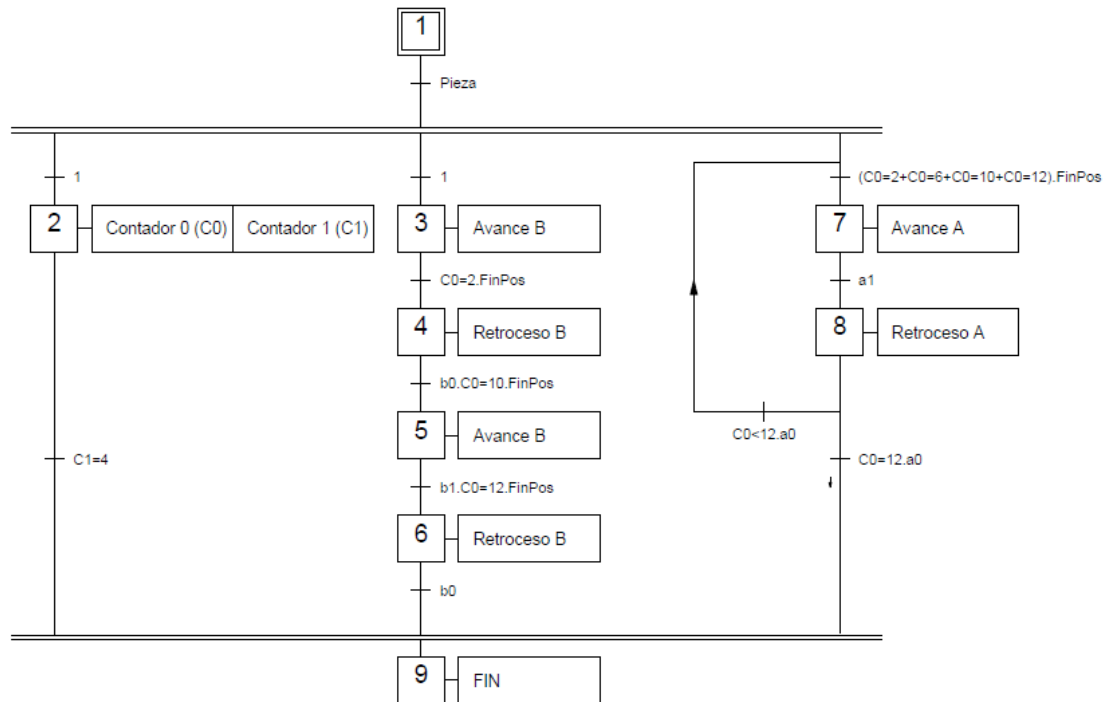 1
Pieza
1
1
(C0=2+C0=6+C0=10+C0=12).FinPos
2
Contador 0 (C0)
Contador 1 (C1)
3
Avance B
7
Avance A
C0=2.FinPos
a1
4
Retroceso B
8
Retroceso A
b0.C0=10.FinPos
5
Avance B
C0<12.a0
C1=4
C0=12.a0
b1.C0=12.FinPos
6
Retroceso B
b0
9
FIN